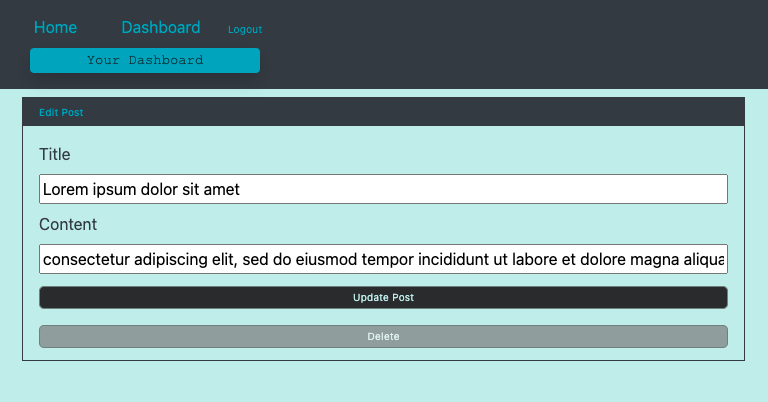 Home Dashboard Logout
Your Dashboard
Edit Post
Title
Lorem ipsum dolor sit amet
Content
consectetur adipiscing elit, sed do eiusmod tempor incididunt ut labore et dolore magna aliqua
Update Post
Delete